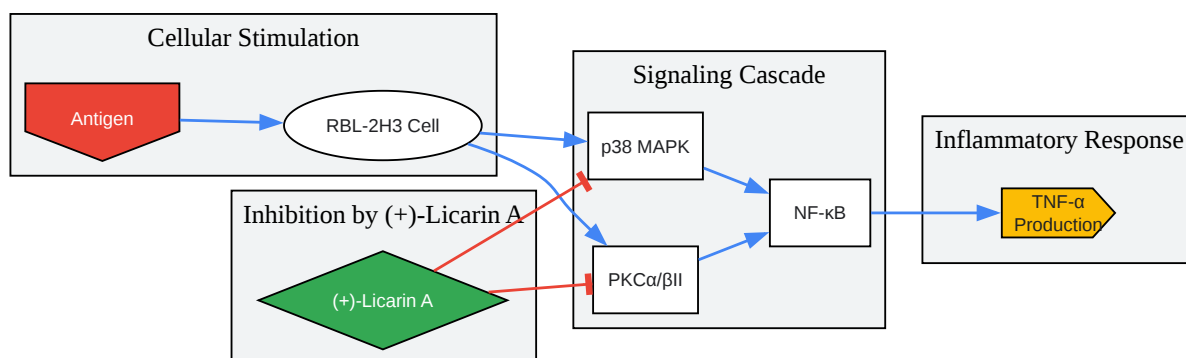 Cellular Stimulation
Antigen
RBL-2H3 Cell
Inhibition by (+)-Licarin A
(+)-Licarin A
Signaling Cascade
p38 MAPK
PKCα/βII
NF-κB
Inflammatory Response
TNF-α
Production